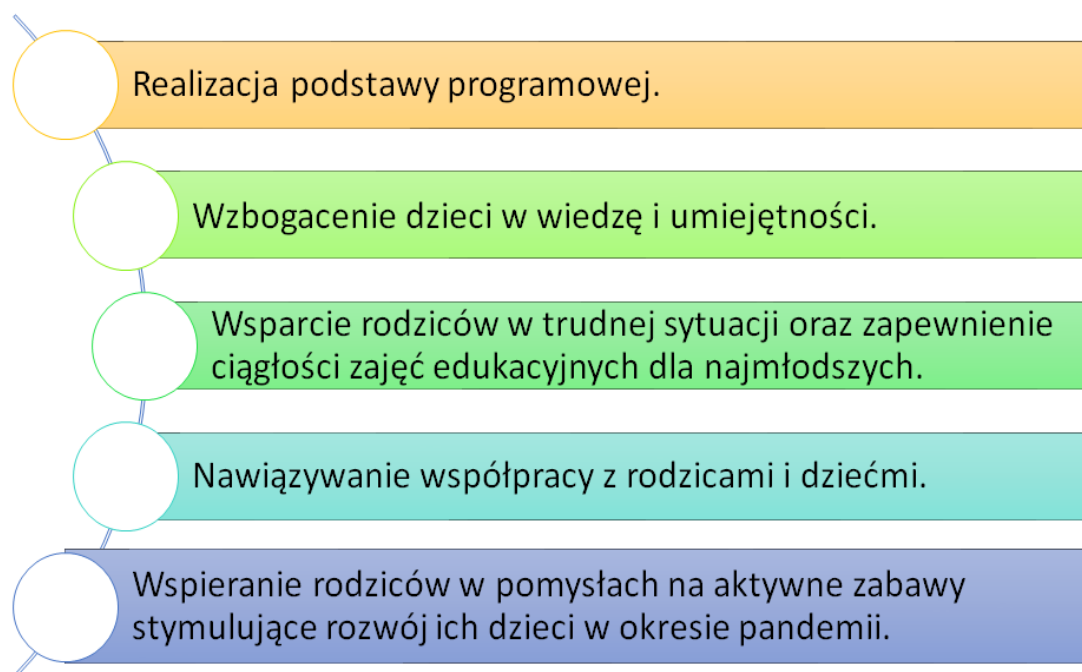 Realizacja podstawy programowej.
Wzbogacenie dzieci w wiedzę i umiejętności.
Wsparcie rodziców w trudnej sytuacji oraz zapewnienie
ciągłości zajęć edukacyjnych dla najmłodszych.
Nawiązywanie współpracy z rodzicami i dziećmi.
Wspieranie rodziców w pomysłach na aktywne zabawy
stymulujące rozwój ich dzieci w okresie pandemii.